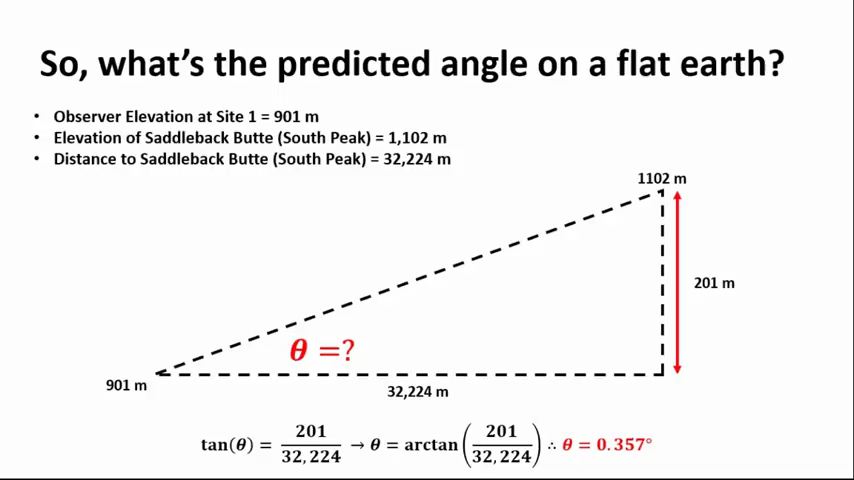 So, what's the predicted angle on a flat earth?
• Observer Elevation at Site 1 = 901 m
• Elevation of Saddleback Butte (South Peak) = 1,102 m
• Distance to Saddleback Butte (South Peak) = 32,224 m
1102 m
201 m
θ =?
901 m
32,224 m
tan(θ) = 201/32,224 → θ = arctan(201/32,224) ∴ θ = 0.357°